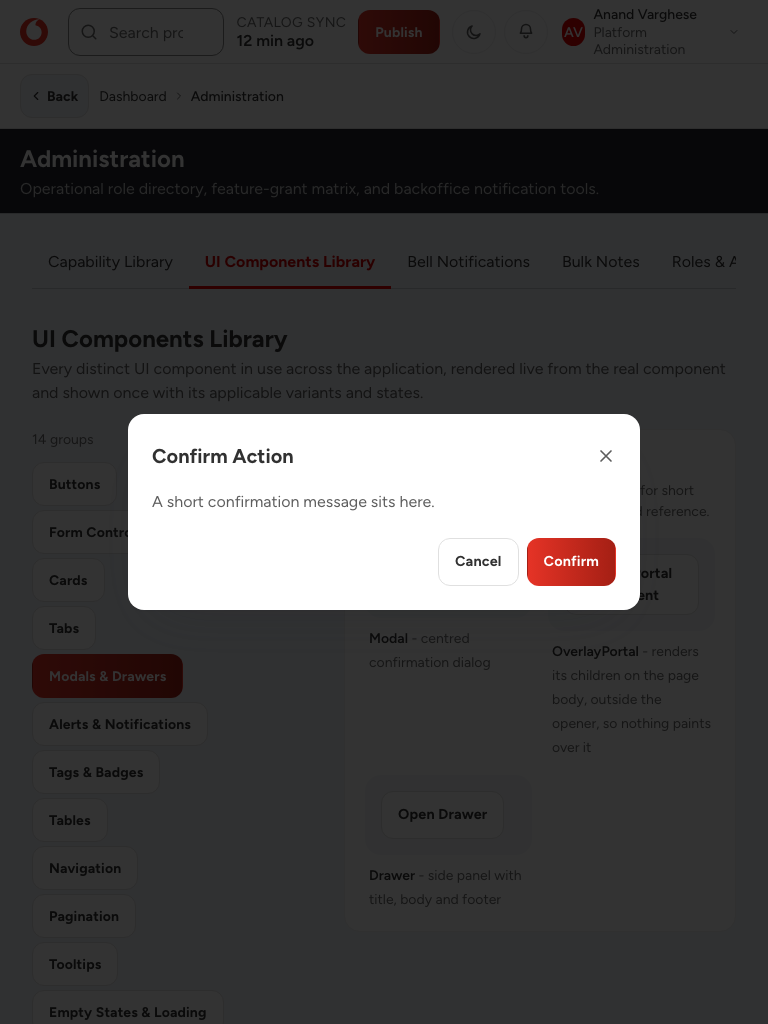 Search pro
CATALOG SYNC
12 min ago
Publish
AV
Anand Varghese
Platform
Administration
Back
Dashboard
Administration
Administration
Operational role directory, feature-grant matrix, and backoffice notification tools.
Capability Library
UI Components Library
Bell Notifications
Bulk Notes
Roles & A
UI Components Library
Every distinct UI component in use across the application, rendered live from the real component
and shown once with its applicable variants and states.
14 groups
Buttons
Form Contro
Cards
Tabs
Modals & Drawers
Alerts & Notifications
Tags & Badges
Tables
Navigation
Pagination
Tooltips
Empty States & Loading
Confirm Action
A short confirmation message sits here.
Cancel
Confirm
for short
reference.
Modal - centred
confirmation dialog
OverlayPortal - renders
its children on the page
body, outside the
opener, so nothing paints
over it
Open Drawer
Drawer - side panel with
title, body and footer